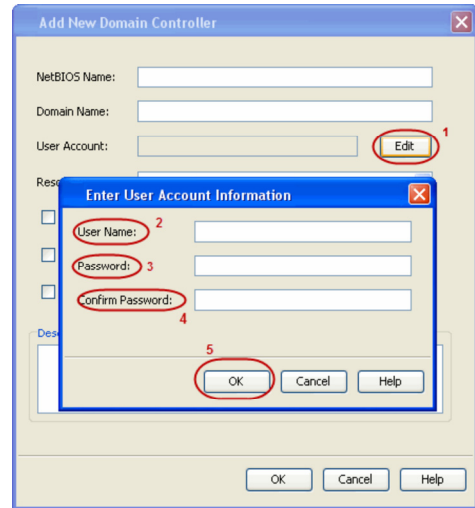 Add New Domain Controller
NetBIOS Name:
Domain Name:
1
User Account:
Edit
Enter User Account Information
User Name:
2
Password:
3
Confirm Password:
4
5
OK
Cancel
Help
OK
Cancel
Help